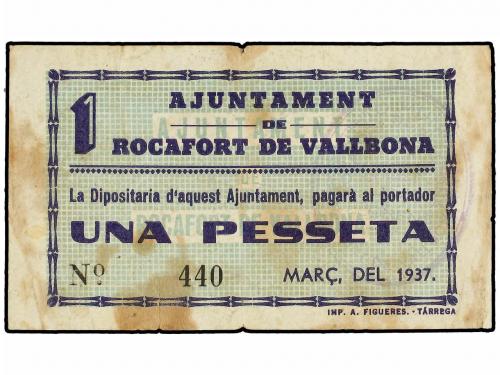 1 AJUNTAMENT
DE
ROCAFORT DE VALLBONA
La Dipositaria d'aquest Ajuntament, pagarà al portador
UNA PESSETA
Nº 440 MARÇ, DEL 1937.
IMP. A. FIGUERES. - TÀRREGA